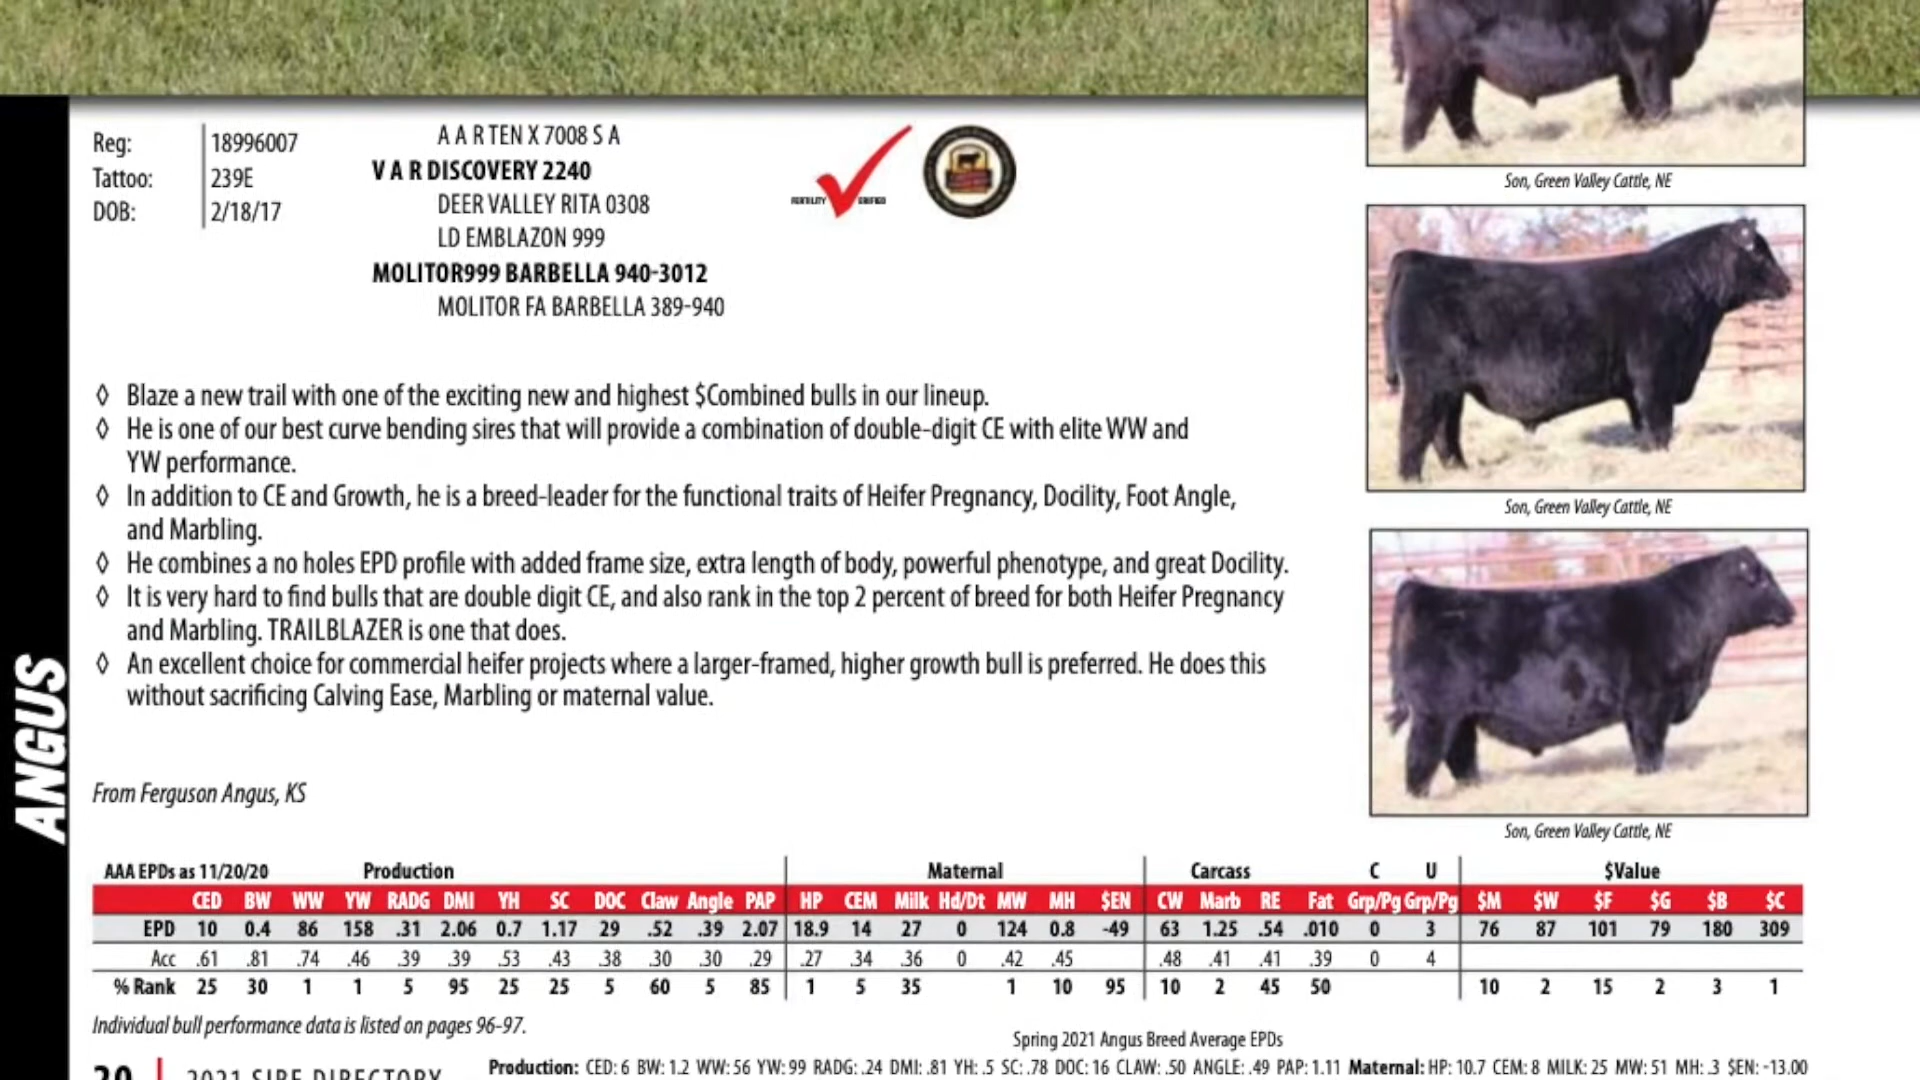 Son, Green Valley Cattle, NE
Reg: 18996007
Tattoo: 239E
DOB: 2/18/17
A A R TEN X 7008 S A
V A R DISCOVERY 2240
DEER VALLEY RITA 0308
LD EMBLAZON 999
MOLITOR999 BARBELLA 940-3012
MOLITOR FA BARBELLA 389-940
FERTILITY VERIFIED
◊ Blaze a new trail with one of the exciting new and highest $Combined bulls in our lineup.
◊ He is one of our best curve bending sires that will provide a combination of double-digit CE with elite WW and
YW performance.
◊ In addition to CE and Growth, he is a breed-leader for the functional traits of Heifer Pregnancy, Docility, Foot Angle,
and Marbling.
◊ He combines a no holes EPD profile with added frame size, extra length of body, powerful phenotype, and great Docility.
◊ It is very hard to find bulls that are double digit CE, and also rank in the top 2 percent of breed for both Heifer Pregnancy
and Marbling. TRAILBLAZER is one that does.
◊ An excellent choice for commercial heifer projects where a larger-framed, higher growth bull is preferred. He does this
without sacrificing Calving Ease, Marbling or maternal value.
Son, Green Valley Cattle, NE
Son, Green Valley Cattle, NE
ANGUS
From Ferguson Angus, KS
AAA EPDs as 11/20/20 Production Maternal Carcass C U $Value
CED BW WW YW RADG DMI YH SC DOC Claw Angle PAP HP CEM Milk Hd/Dt MW MH $EN CW Marb RE Fat Grp/Pg Grp/Pg $M $W $F $G $B $C
EPD 10 0.4 86 158 .31 2.06 0.7 1.17 29 .52 .39 2.07 18.9 14 27 0 124 0.8 -49 63 1.25 .54 .010 0 3 76 87 101 79 180 309
Acc .61 .81 .74 .46 .39 .39 .53 .43 .38 .30 .30 .29 .27 .34 .36 0 .42 .45 .48 .41 .41 .39 0 4
% Rank 25 30 1 1 5 95 25 25 5 60 5 85 1 5 35 1 10 95 10 2 45 50 10 2 15 2 3 1
Individual bull performance data is listed on pages 96-97.
Spring 2021 Angus Breed Average EPDs
Production: CED: 6 BW: 1.2 WW: 56 YW: 99 RADG: .24 DMI: .81 YH: .5 SC: .78 DOC: 16 CLAW: .50 ANGLE: .49 PAP: 1.11 Maternal: HP: 10.7 CEM: 8 MILK: 25 MW: 51 MH: .3 $EN: -13.00
2021 SIRE DIRECTORY